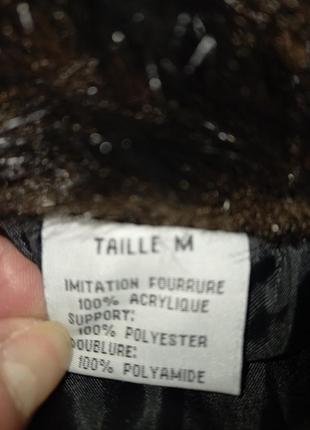 TAILLE M
IMITATION FOURRURE
100% ACRYLIQUE
SUPPORT:
100% POLYESTER
DOUBLURE:
100% POLYAMIDE